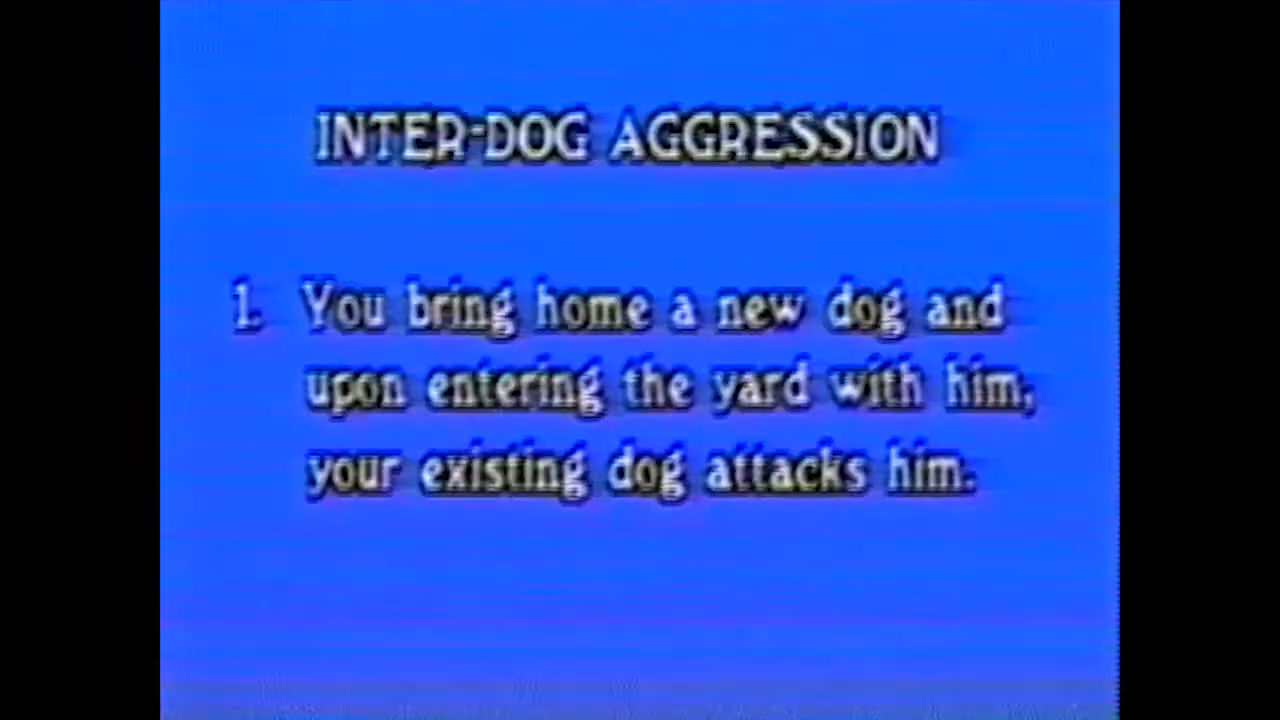 INTER-DOG AGGRESSION
1. You bring home a new dog and
upon entering the yard with him,
your existing dog attacks him.